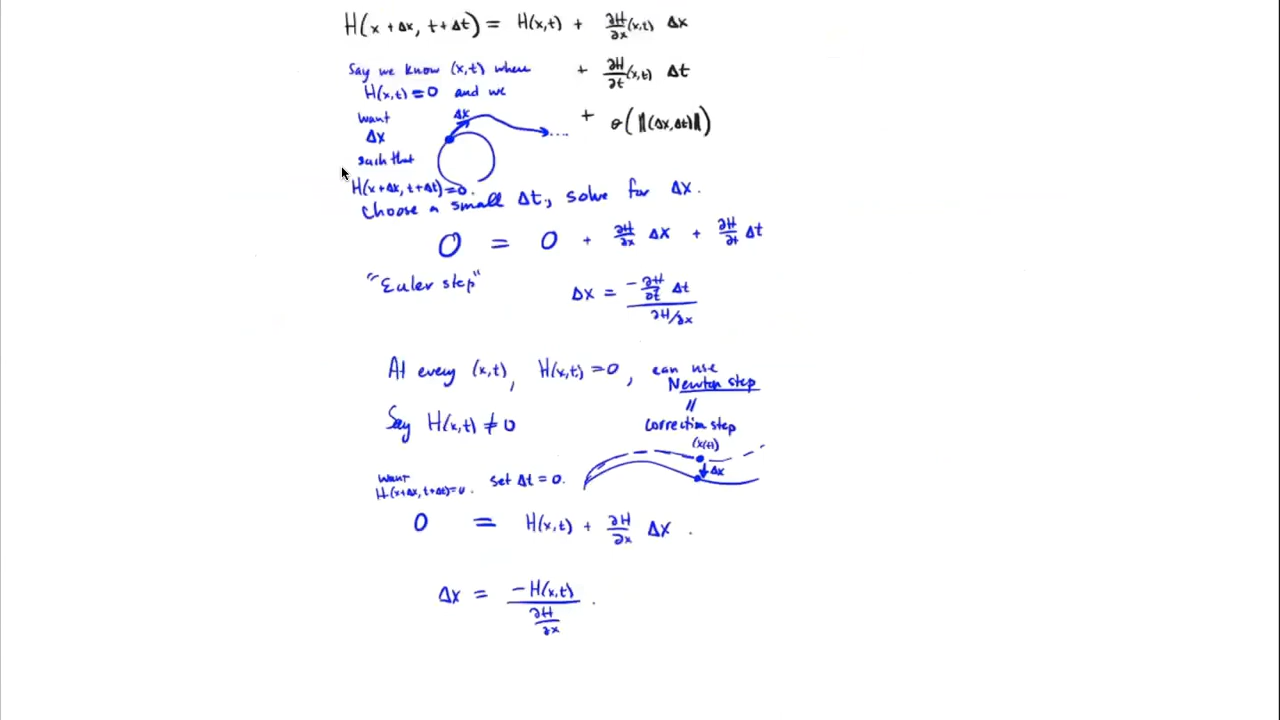 H(x + Δx, t + Δt) = H(x,t) + ∂H/∂x (x,t) Δx
+ ∂H/∂t (x,t) Δt
+ o(‖(Δx, Δt)‖)
Say we know (x,t) where
H(x,t) = 0 and we
want
Δx
such that
H(x+Δx, t+Δt) = 0.
Δx
....
Choose a small Δt, solve for Δx.
0 = 0 + ∂H/∂x Δx + ∂H/∂t Δt
"Euler step"
Δx = -∂H/∂t Δt / ∂H/∂x
At every (x,t), H(x,t) = 0, can use
Newton step
||
correction step
Say H(x,t) ≠ 0
(x(t))
Δx
want
H(x+Δx, t+Δt) = 0. set Δt = 0.
0 = H(x,t) + ∂H/∂x Δx .
Δx = -H(x,t) / ∂H/∂x .